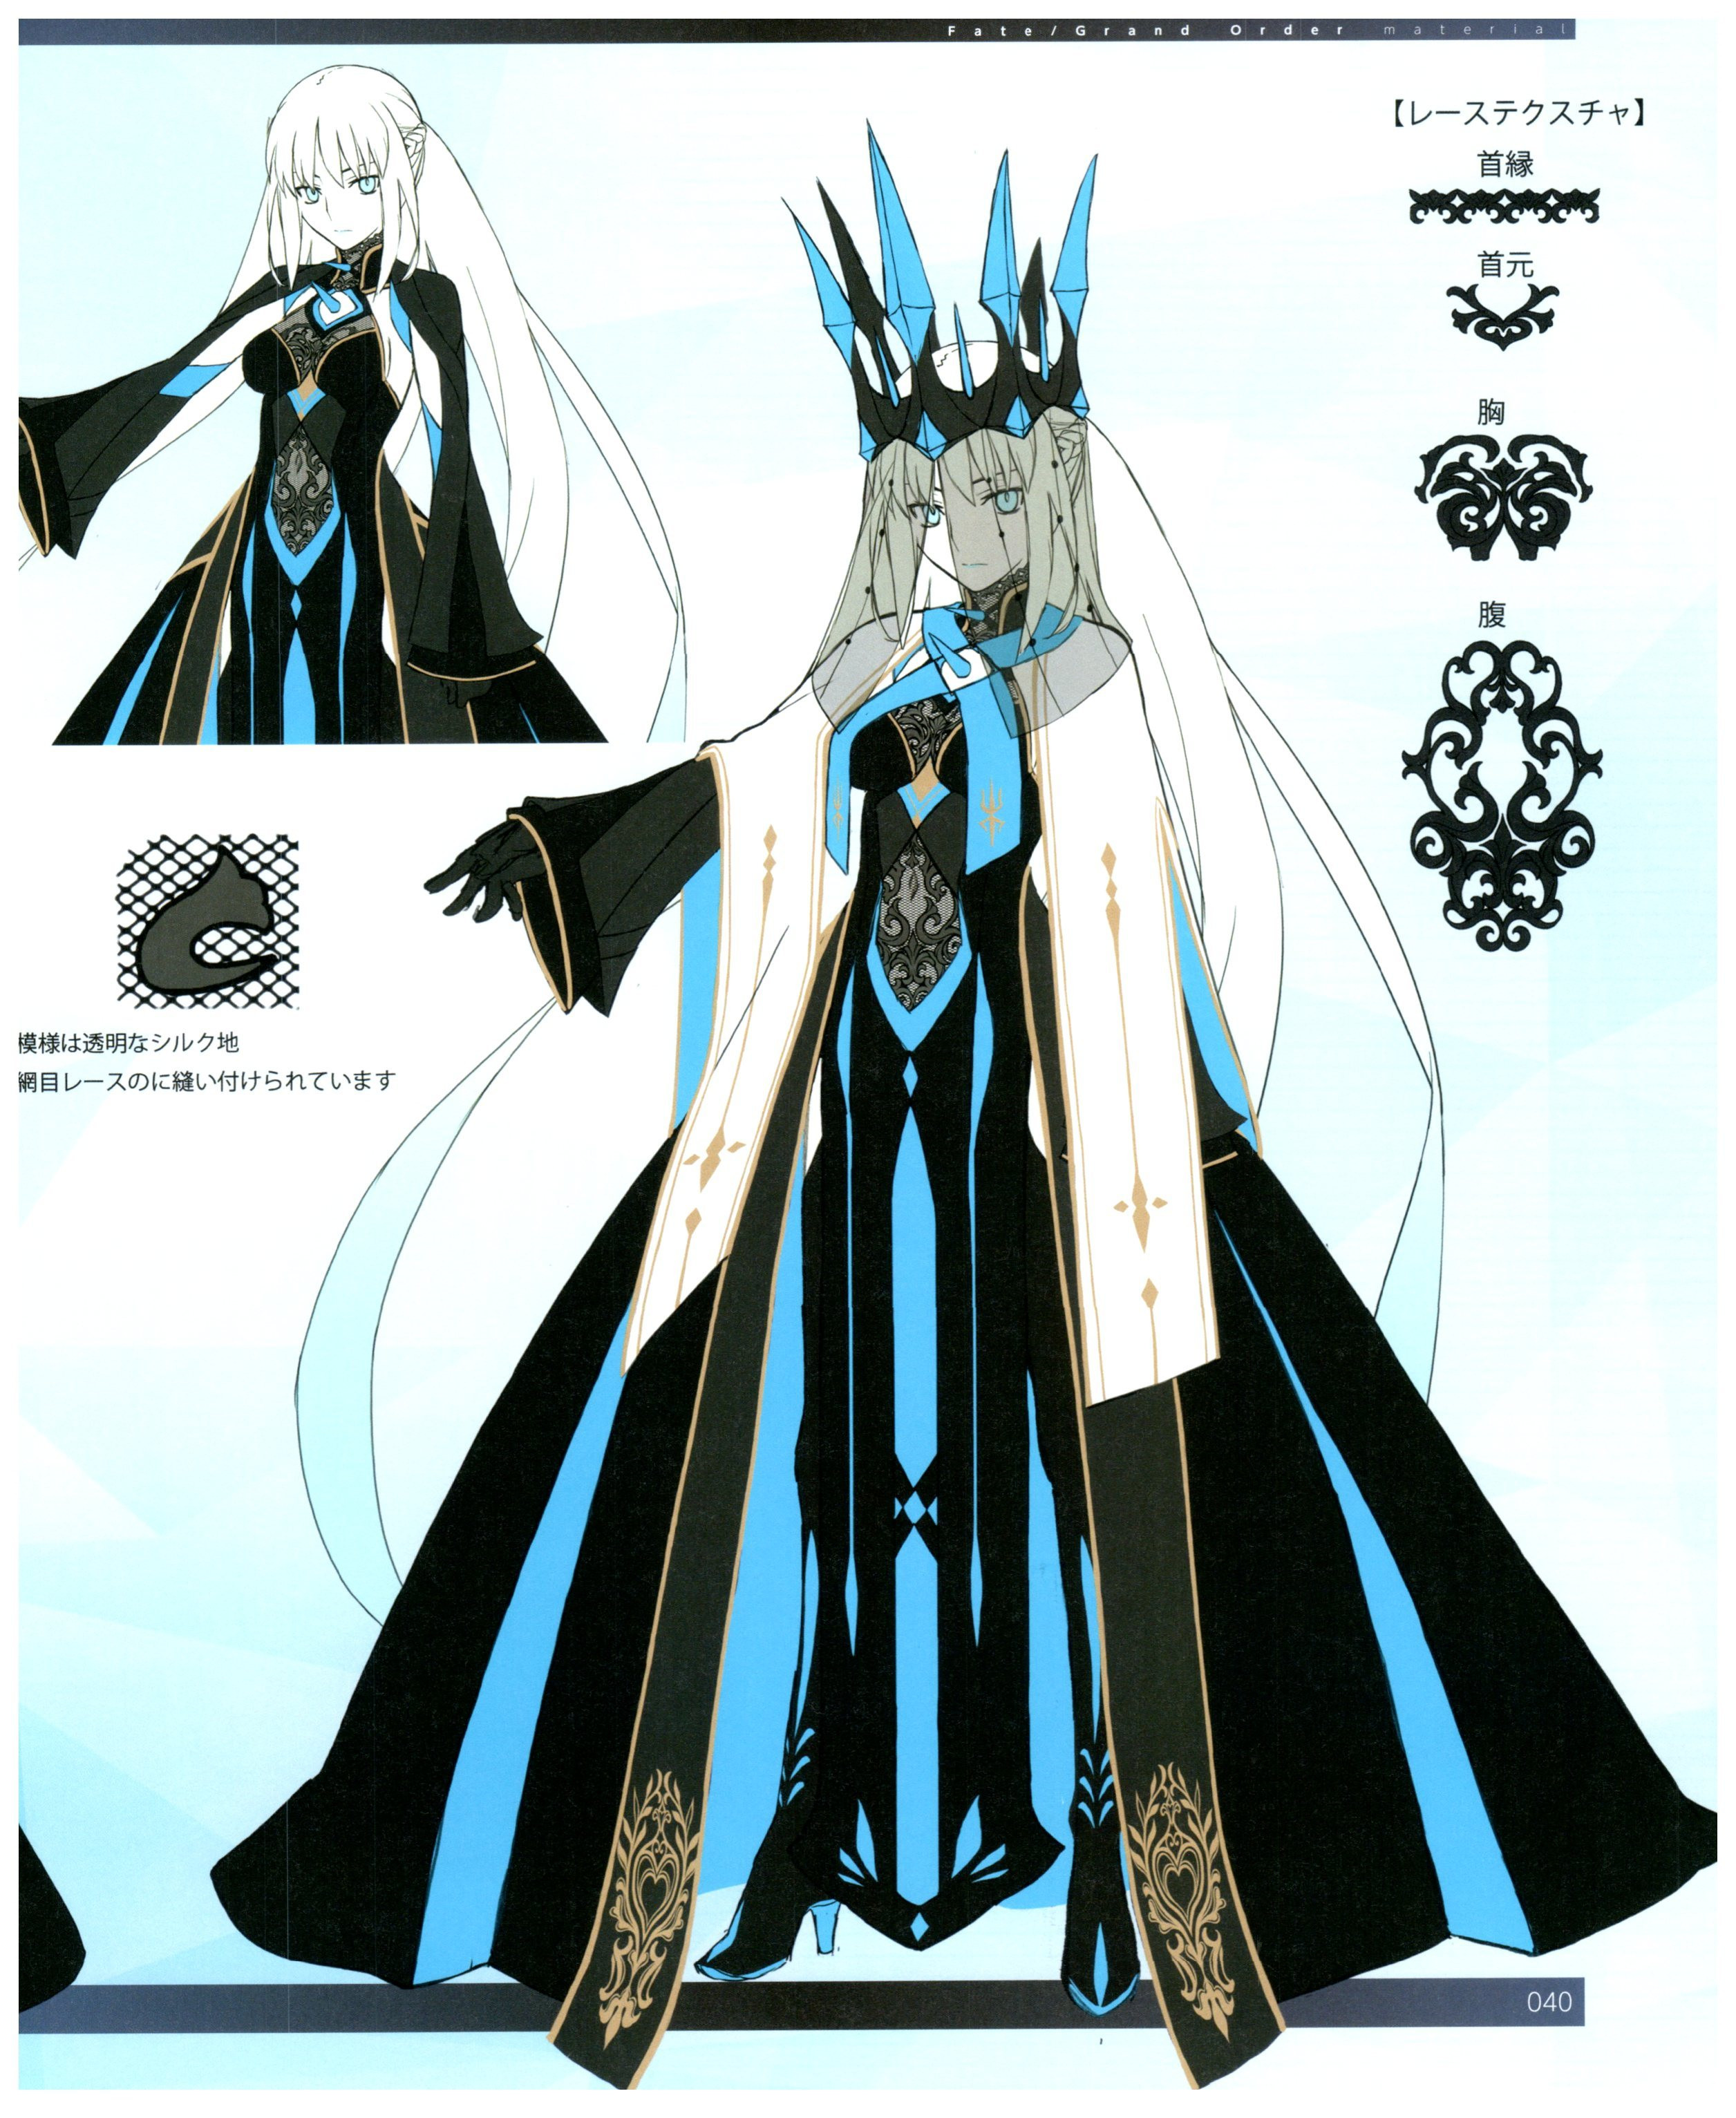 Fate/Grand Order material
【レーステクスチャ】
首縁
首元
胸
腹
模様は透明なシルク地
網目レースのに縫い付けられています
040